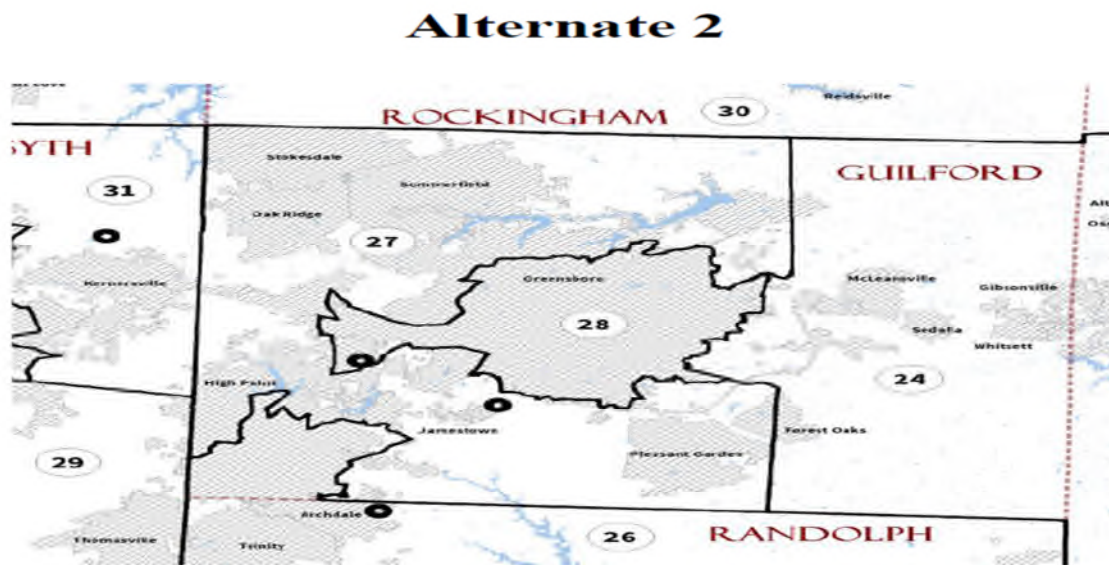 Alternate 2
Reidsville
ROCKINGHAM
30
SYTH
Stokesdale
GUILFORD
31
Summerfield
Oak Ridge
27
Kernersville
Greensboro
McLeansville
Gibsonville
28
Sedalia
Whitsett
High Point
24
Jamestown
Forest Oaks
29
Pleasant Garden
Archdale
Thomasville
Trinity
26
RANDOLPH